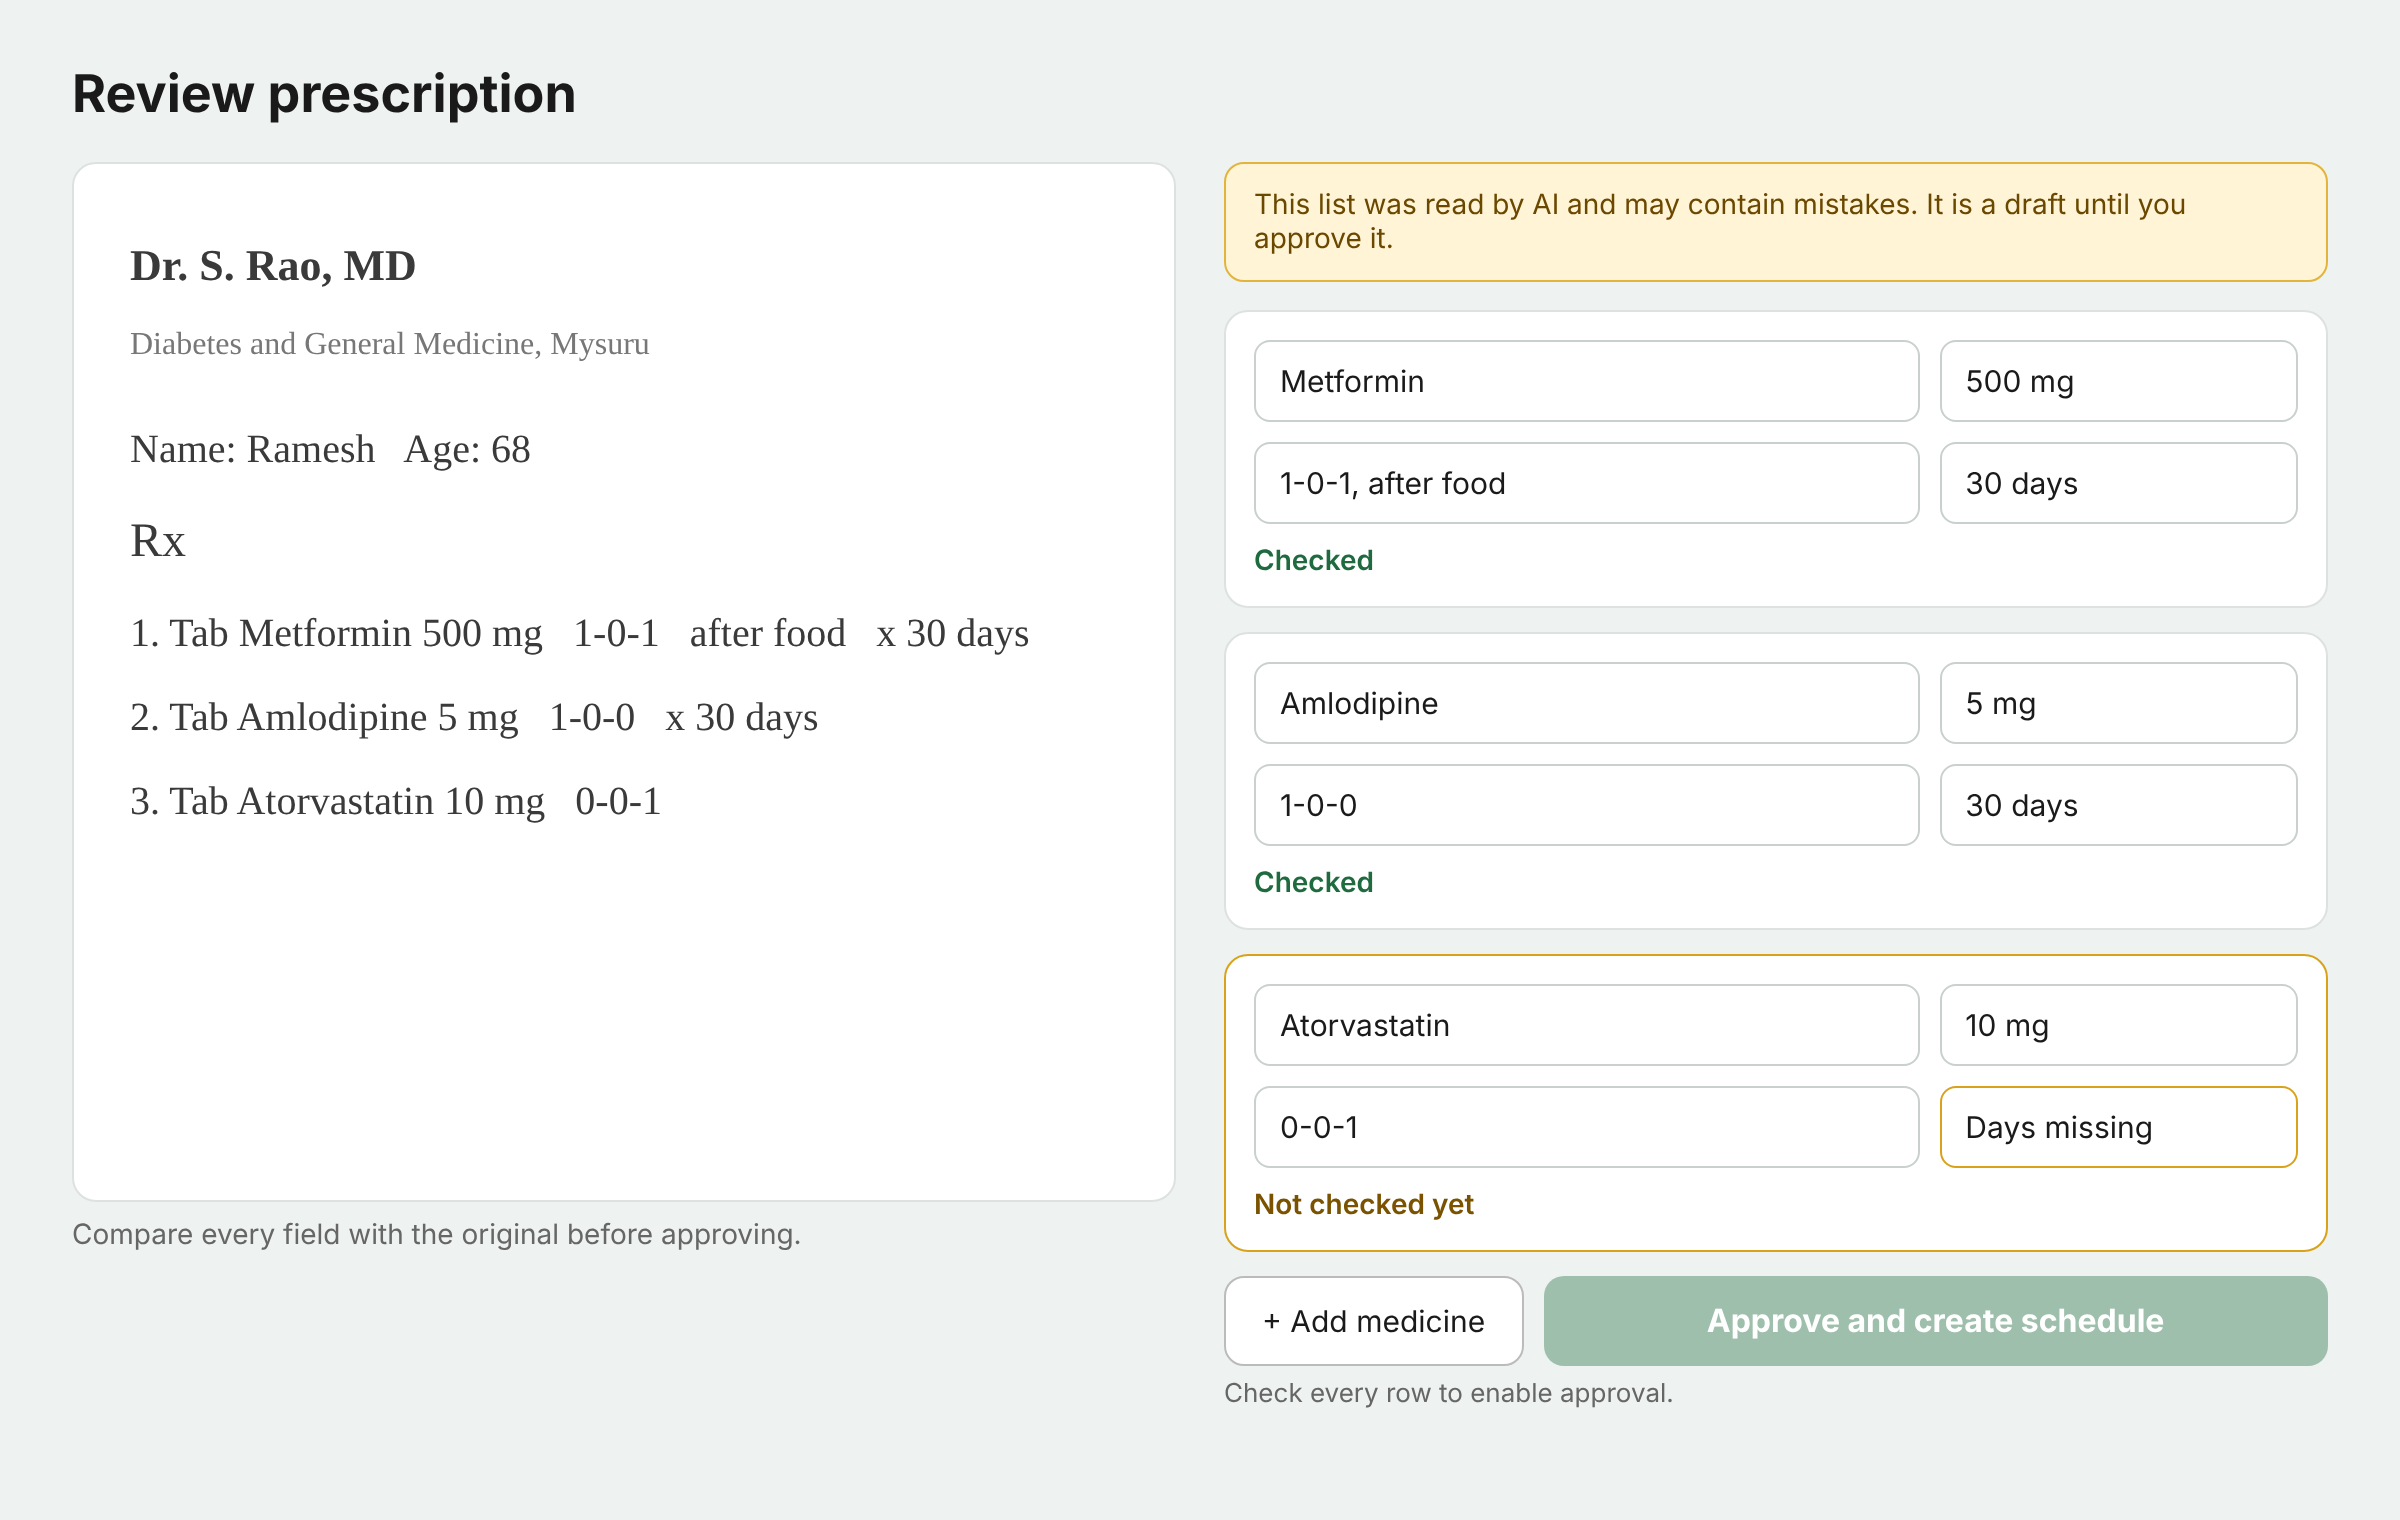 Review prescription
Dr. S. Rao, MD
Diabetes and General Medicine, Mysuru
Name: Ramesh   Age: 68
Rx
1. Tab Metformin 500 mg   1-0-1   after food   x 30 days
2. Tab Amlodipine 5 mg   1-0-0   x 30 days
3. Tab Atorvastatin 10 mg   0-0-1
Compare every field with the original before approving.
This list was read by AI and may contain mistakes. It is a draft until you
approve it.
Metformin   500 mg
1-0-1, after food   30 days
Checked
Amlodipine   5 mg
1-0-0   30 days
Checked
Atorvastatin   10 mg
0-0-1   Days missing
Not checked yet
+ Add medicine   Approve and create schedule
Check every row to enable approval.